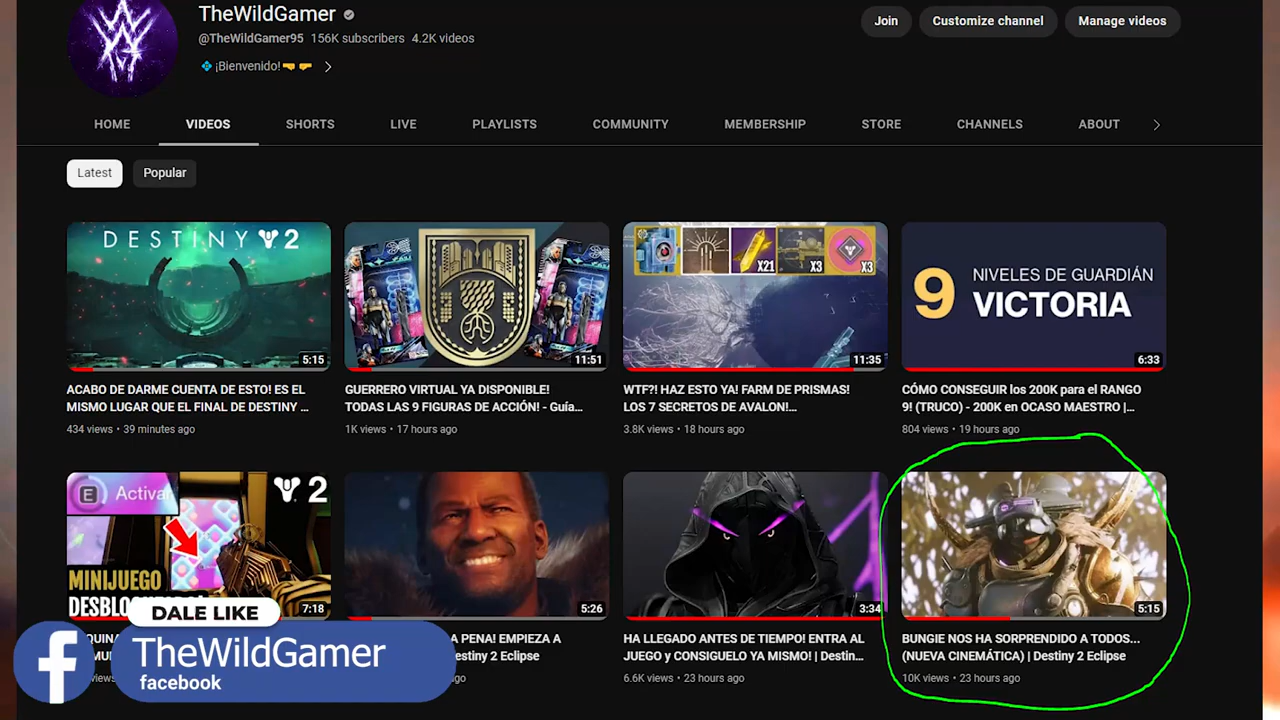 TheWildGamer
@TheWildGamer95 156K subscribers 4.2K videos
¡Bienvenido!
Join
Customize channel
Manage videos
HOME
VIDEOS
SHORTS
LIVE
PLAYLISTS
COMMUNITY
MEMBERSHIP
STORE
CHANNELS
ABOUT
Latest
Popular
DESTINY 2
5:15
ACABO DE DARME CUENTA DE ESTO! ES EL
MISMO LUGAR QUE EL FINAL DE DESTINY ...
434 views • 39 minutes ago
11:51
GUERRERO VIRTUAL YA DISPONIBLE!
TODAS LAS 9 FIGURAS DE ACCIÓN! - Guía...
1K views • 17 hours ago
X21
X3
X3
11:35
WTF?! HAZ ESTO YA! FARM DE PRISMAS!
LOS 7 SECRETOS DE AVALON!...
3.8K views • 18 hours ago
9 NIVELES DE GUARDIÁN
VICTORIA
6:33
CÓMO CONSEGUIR los 200K para el RANGO
9! (TRUCO) - 200K en OCASO MAESTRO |...
804 views • 19 hours ago
E Activar
2
MINIJUEGO
7:18
DALE LIKE
TheWildGamer
facebook
5:26
A PENA! EMPIEZA A
Destiny 2 Eclipse
ago
3:34
HA LLEGADO ANTES DE TIEMPO! ENTRA AL
JUEGO y CONSIGUELO YA MISMO! | Destin...
6.6K views • 23 hours ago
5:15
BUNGIE NOS HA SORPRENDIDO A TODOS...
(NUEVA CINEMÁTICA) | Destiny 2 Eclipse
10K views • 23 hours ago